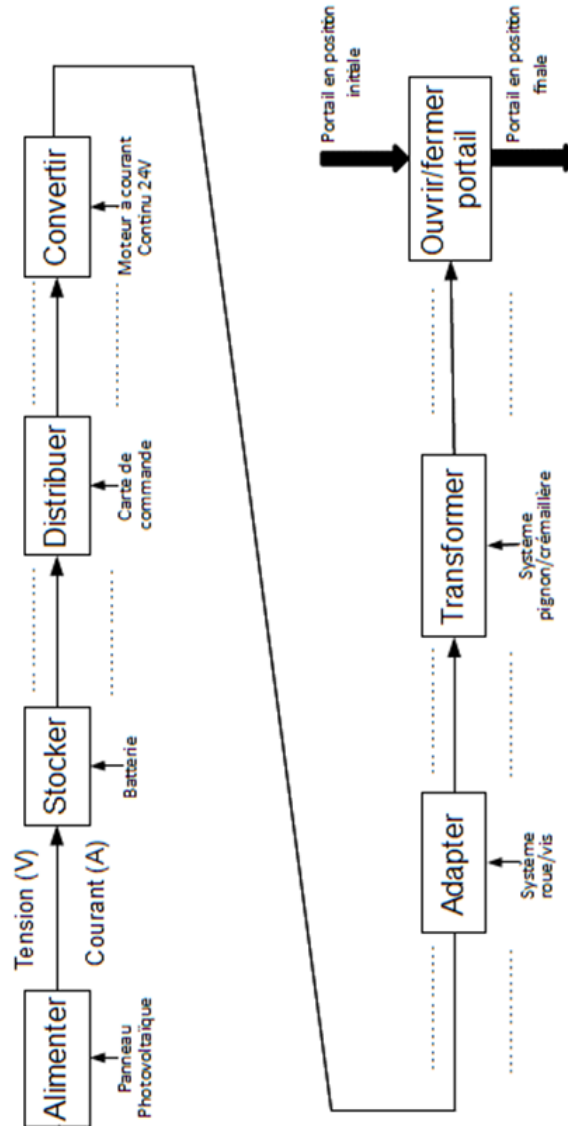 Alimenter
Panneau
Photovoltaïque
Tension (V)
Courant (A)
Stocker
Batterie
Distribuer
Carte de
commande
Convertir
Moteur à courant
Continu 24V
Adapter
Système
roue/vis
Transformer
Système
pignon/crémaillère
Portail en position
initiale
Ouvrir/fermer
portail
Portail en position
fnale